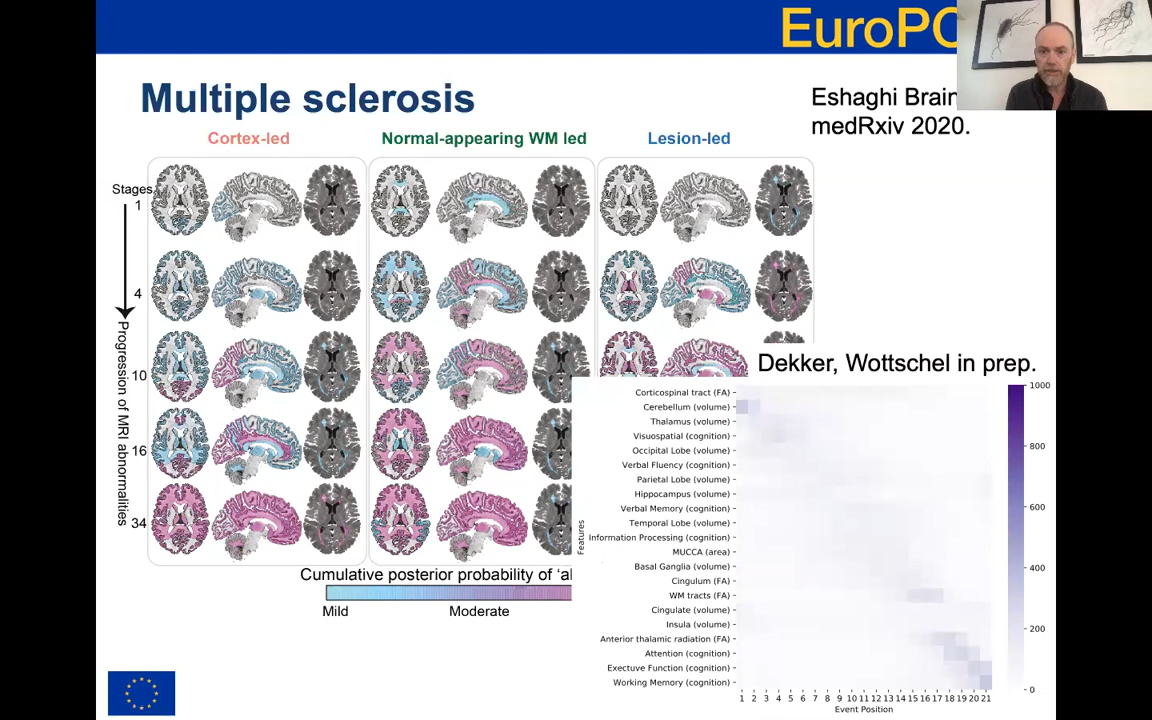 EuroPO
Multiple sclerosis
Eshaghi Brain
medRxiv 2020.
Cortex-led
Normal-appearing WM led
Lesion-led
Stages
1
4
10
16
34
Progression of MRI abnormalities
Cumulative posterior probability of 'al
Mild
Moderate
Dekker, Wottschel in prep.
Features
Corticospinal tract (FA)
Cerebellum (volume)
Thalamus (volume)
Visuospatial (cognition)
Occipital Lobe (volume)
Verbal Fluency (cognition)
Parietal Lobe (volume)
Hippocampus (volume)
Verbal Memory (cognition)
Temporal Lobe (volume)
Information Processing (cognition)
MUCCA (area)
Basal Ganglia (volume)
Cingulum (FA)
WM tracts (FA)
Cingulate (volume)
Insula (volume)
Anterior thalamic radiation (FA)
Attention (cognition)
Exectuve Function (cognition)
Working Memory (cognition)
1 2 3 4 5 6 7 8 9 10 11 12 13 14 15 16 17 18 19 20 21
Event Position
1000
800
600
400
200
0